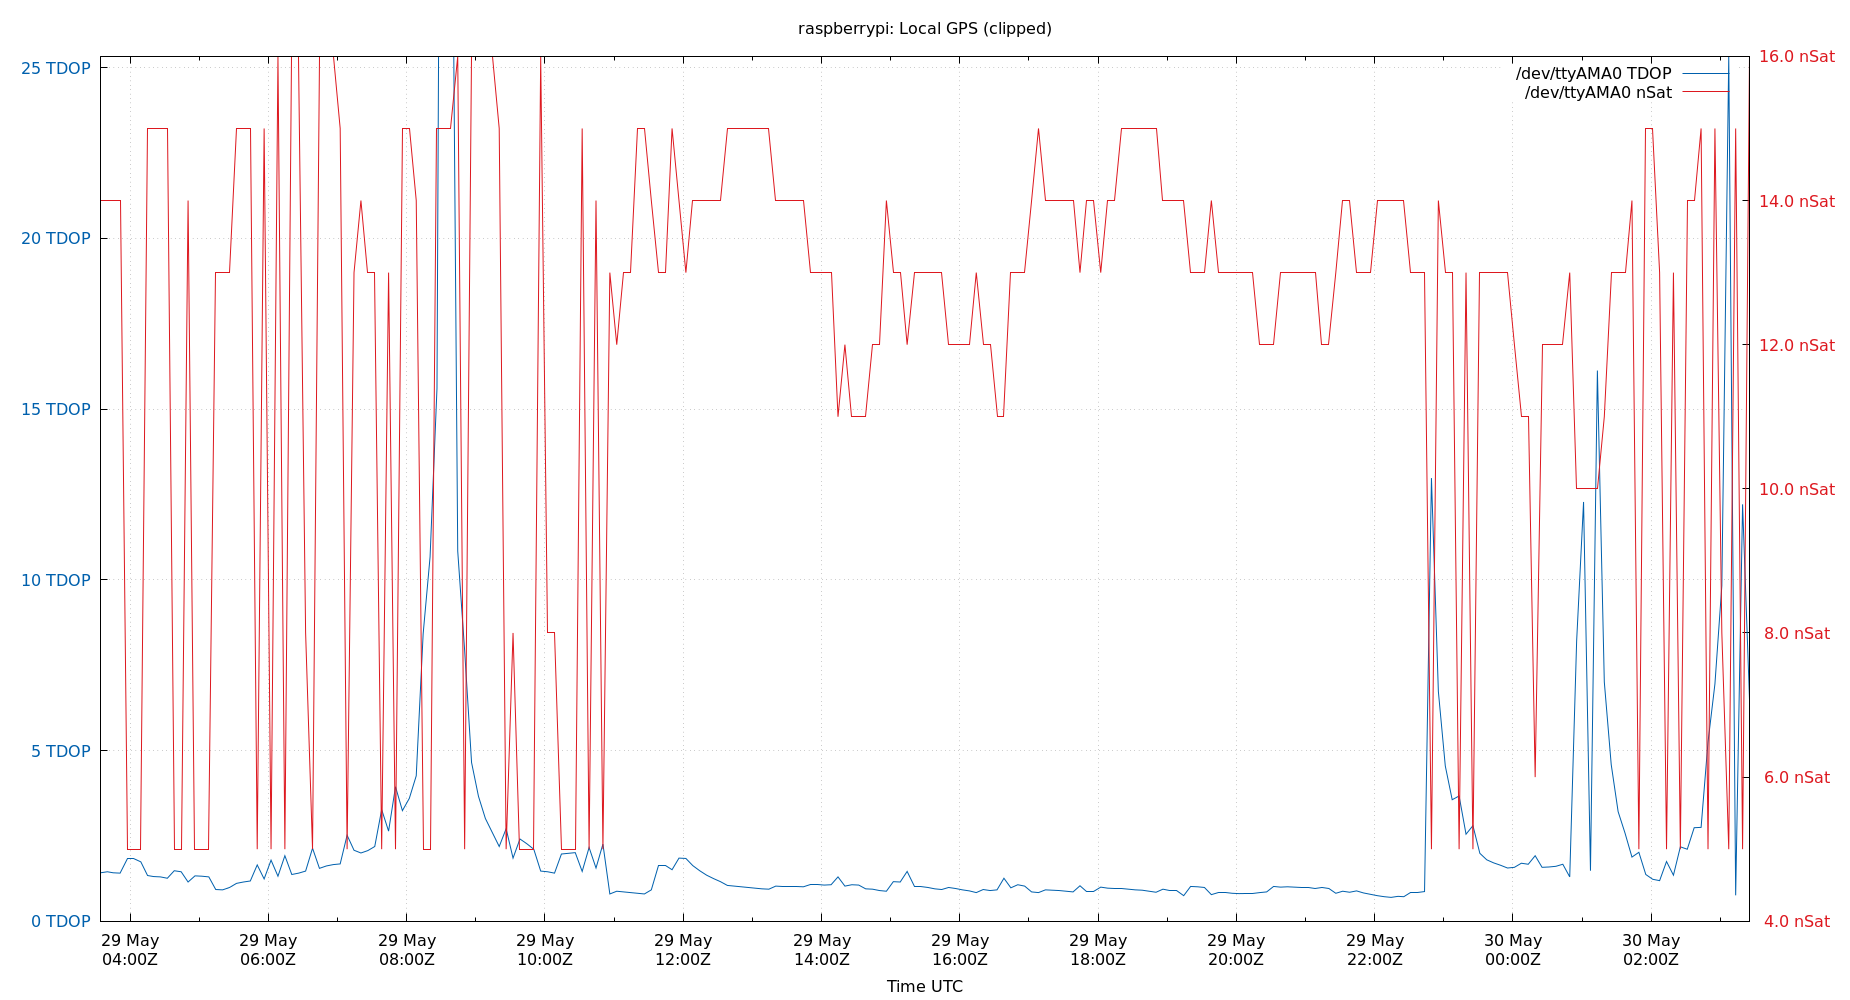 raspberrypi: Local GPS (clipped)
/dev/ttyAMA0 TDOP
/dev/ttyAMA0 nSat
25 TDOP
20 TDOP
15 TDOP
10 TDOP
5 TDOP
0 TDOP
16.0 nSat
14.0 nSat
12.0 nSat
10.0 nSat
8.0 nSat
6.0 nSat
4.0 nSat
29 May
04:00Z
29 May
06:00Z
29 May
08:00Z
29 May
10:00Z
29 May
12:00Z
29 May
14:00Z
29 May
16:00Z
29 May
18:00Z
29 May
20:00Z
29 May
22:00Z
30 May
00:00Z
30 May
02:00Z
Time UTC